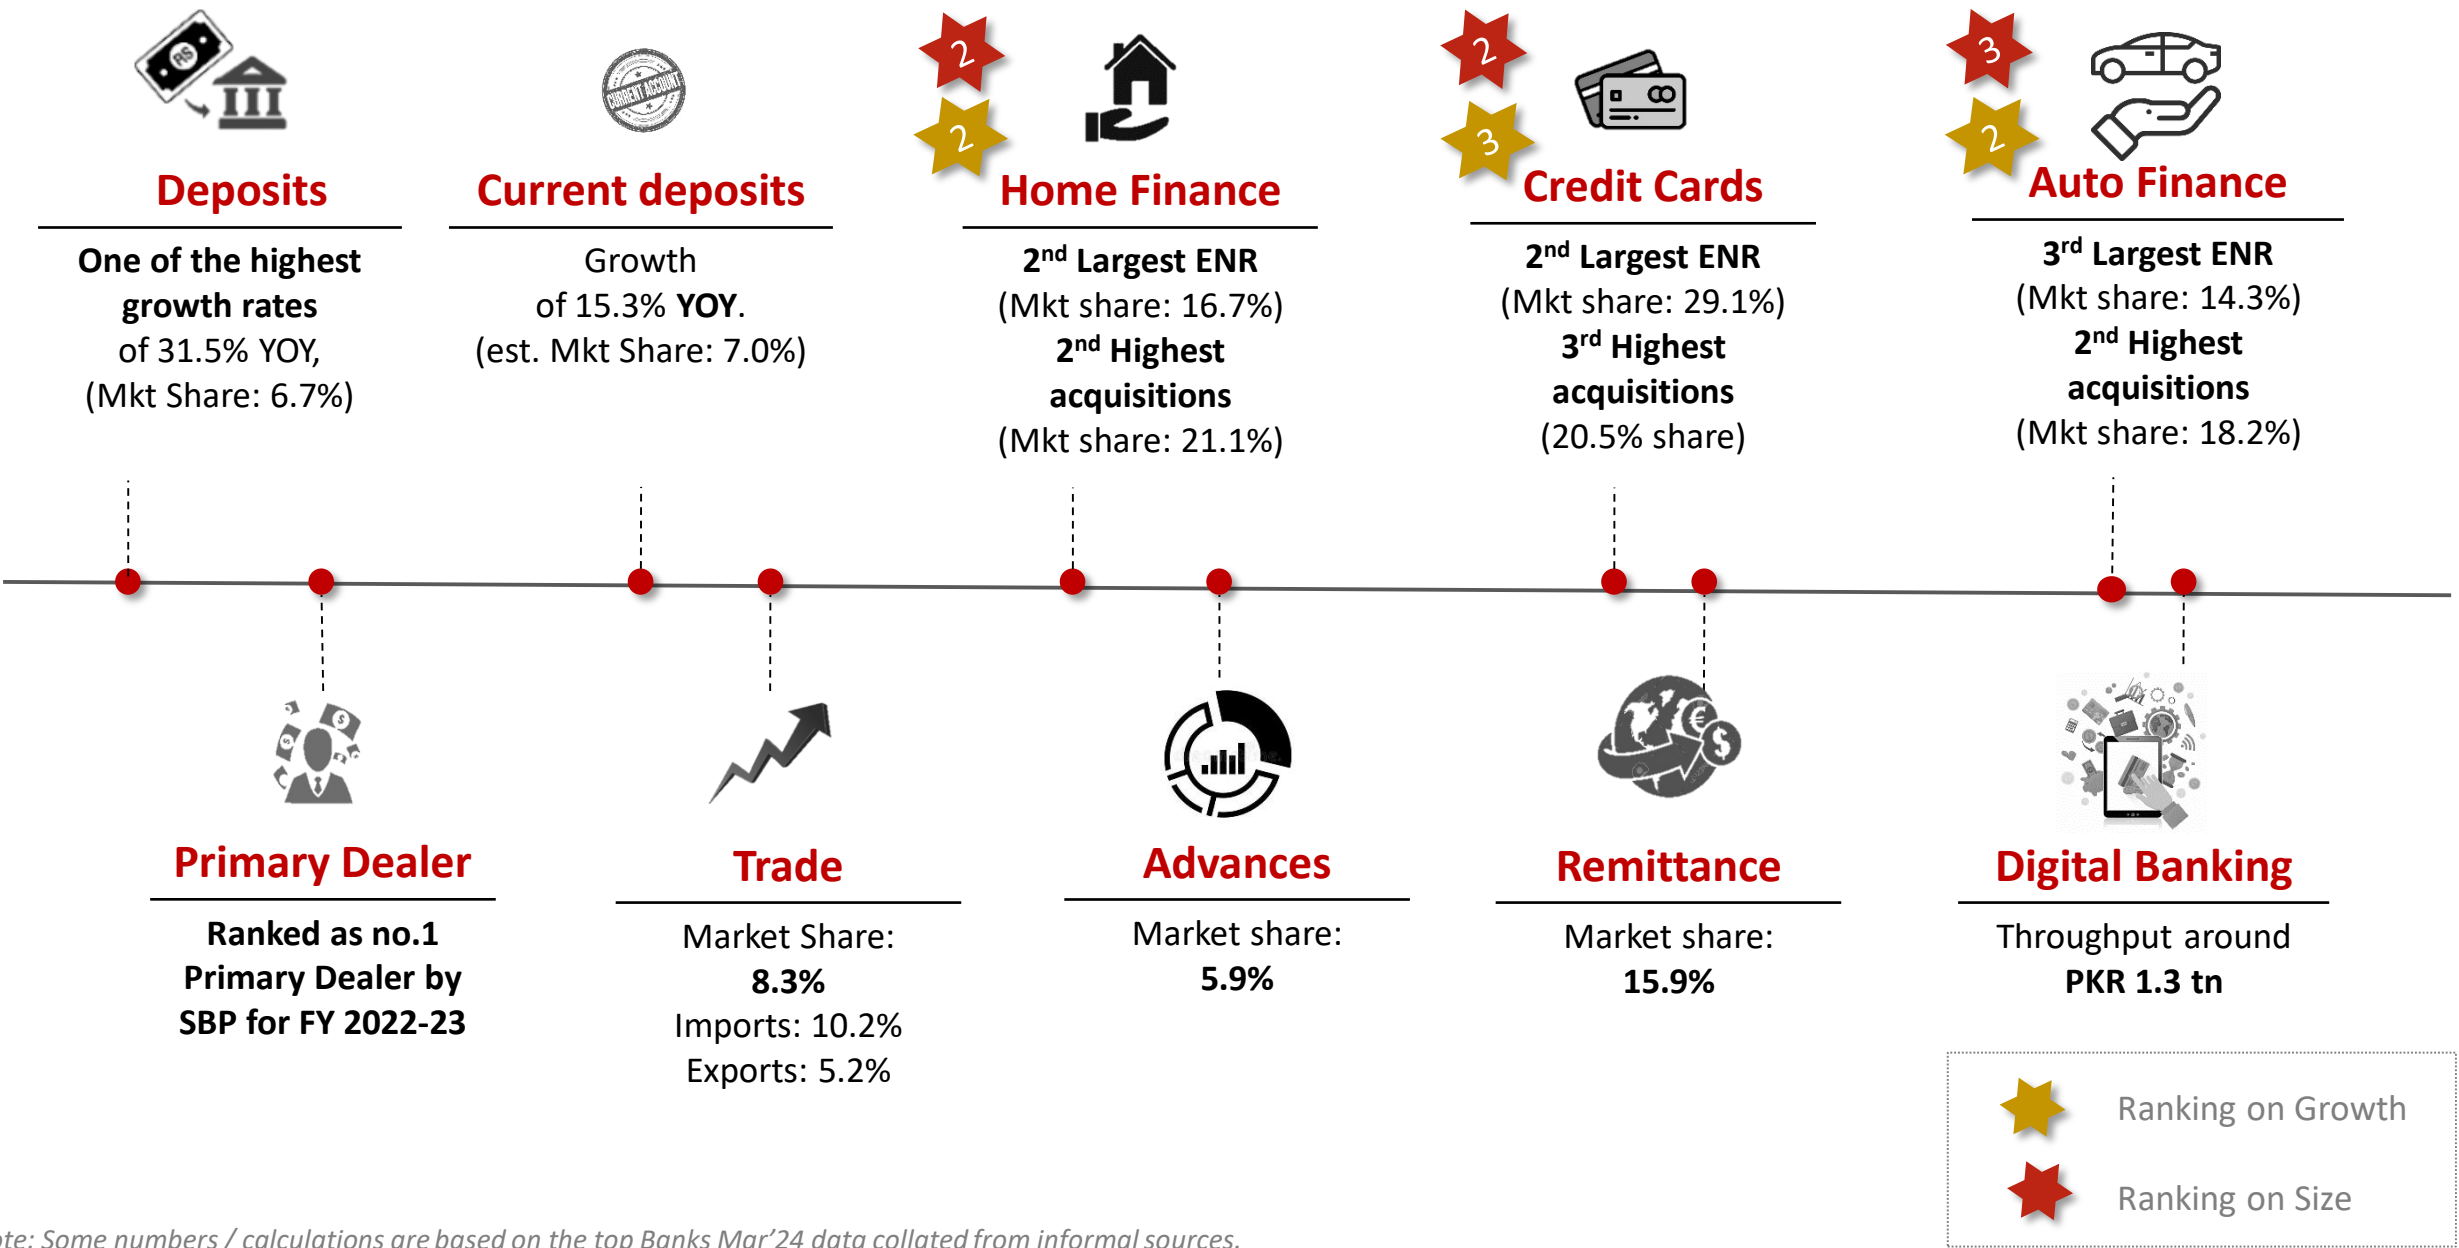 RS
CURRENT ACCOUNT
2
2
2
3
3
2
Deposits
One of the highest
growth rates
of 31.5% YOY,
(Mkt Share: 6.7%)
Current deposits
Growth
of 15.3% YOY.
(est. Mkt Share: 7.0%)
Home Finance
2nd Largest ENR
(Mkt share: 16.7%)
2nd Highest
acquisitions
(Mkt share: 21.1%)
Credit Cards
2nd Largest ENR
(Mkt share: 29.1%)
3rd Highest
acquisitions
(20.5% share)
Auto Finance
3rd Largest ENR
(Mkt share: 14.3%)
2nd Highest
acquisitions
(Mkt share: 18.2%)
Primary Dealer
Ranked as no.1
Primary Dealer by
SBP for FY 2022-23
Trade
Market Share:
8.3%
Imports: 10.2%
Exports: 5.2%
Advances
Market share:
5.9%
Remittance
Market share:
15.9%
Digital Banking
Throughput around
PKR 1.3 tn
Ranking on Growth
Ranking on Size
te: Some numbers / calculations are based on the top Banks Mar'24 data collated from informal sources.